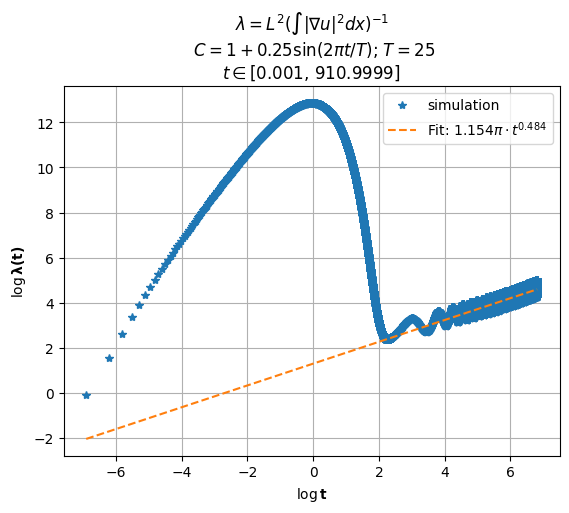 λ = L²(∫|∇u|²dx)⁻¹
C = 1 + 0.25sin(2πt/T); T = 25
t ∈ [0.001, 910.9999]
simulation
Fit: 1.154π · t^0.484
log λ(t)
12
10
8
6
4
2
0
−2
−6
−4
−2
0
2
4
6
log t